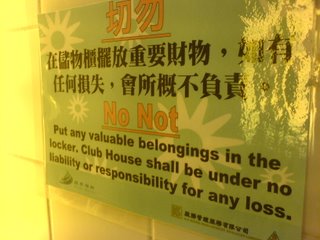 切勿
在儲物櫃擺放重要財物，如有
任何損失，會所概不負責。
No Not
Put any valuable belongings in the
locker. Club House shall be under no
liability or responsibility for any loss.